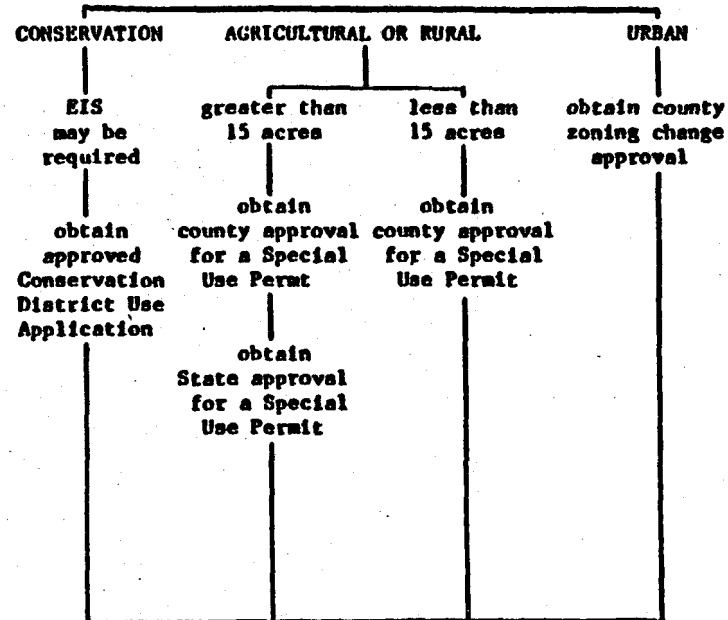 CONSERVATION
AGRICULTURAL OR RURAL
URBAN
EIS
may be
required
obtain
approved
Conservation
District Use
Application
greater than
15 acres
obtain
county approval
for a Special
Use Permt
obtain
State approval
for a Special
Use Permit
less than
15 acres
obtain
county approval
for a Special
Use Permit
obtain county
zoning change
approval